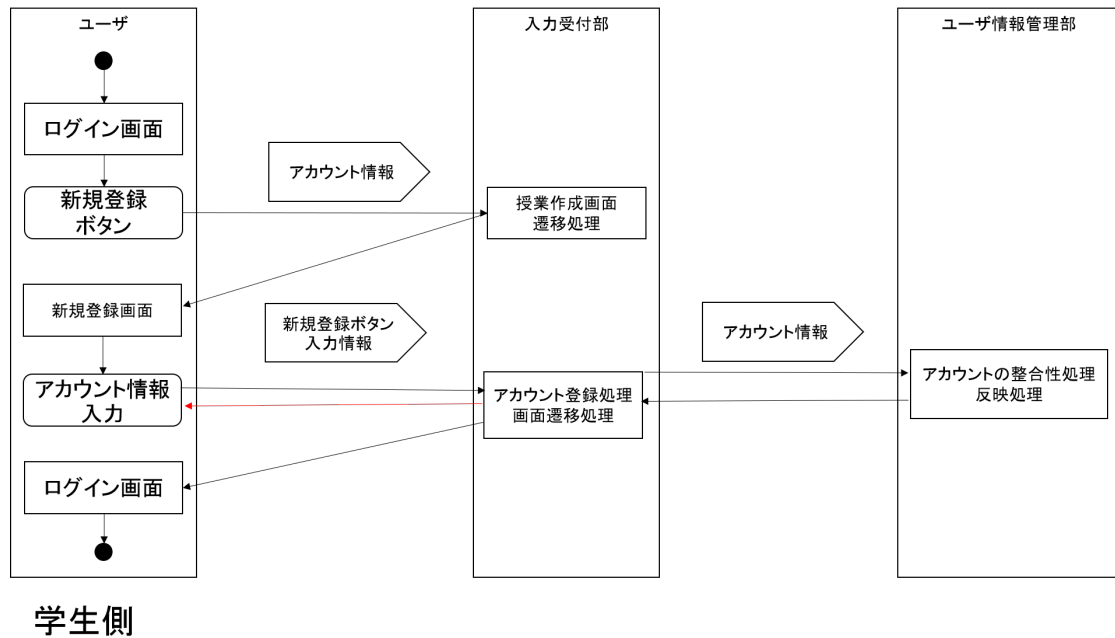 ユーザ
入力受付部
ユーザ情報管理部
ログイン画面
アカウント情報
新規登録
ボタン
授業作成画面
遷移処理
新規登録画面
新規登録ボタン
入力情報
アカウント情報
アカウント情報
入力
アカウント登録処理
画面遷移処理
アカウントの整合性処理
反映処理
ログイン画面
学生側